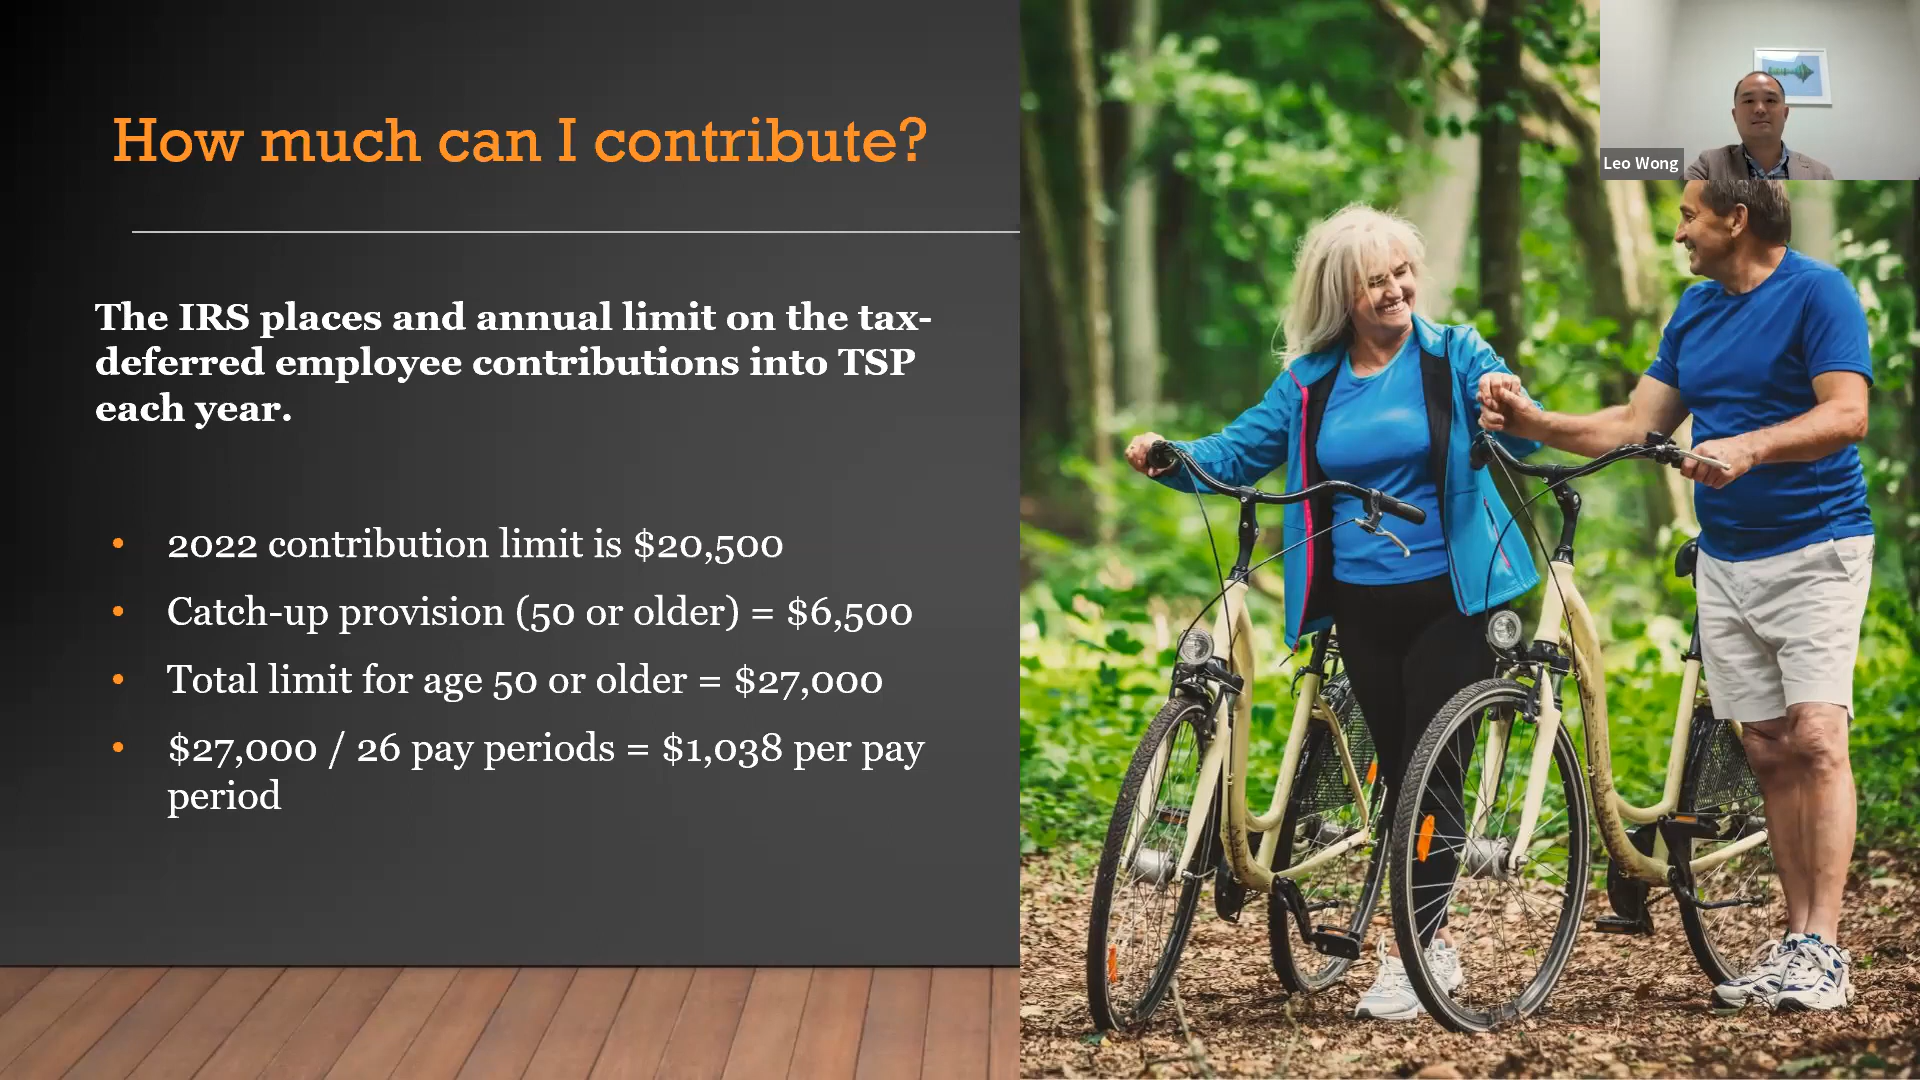 How much can I contribute?
Leo Wong
The IRS places and annual limit on the tax-
deferred employee contributions into TSP
each year.
• 2022 contribution limit is $20,500
• Catch-up provision (50 or older) = $6,500
• Total limit for age 50 or older = $27,000
• $27,000 / 26 pay periods = $1,038 per pay
period